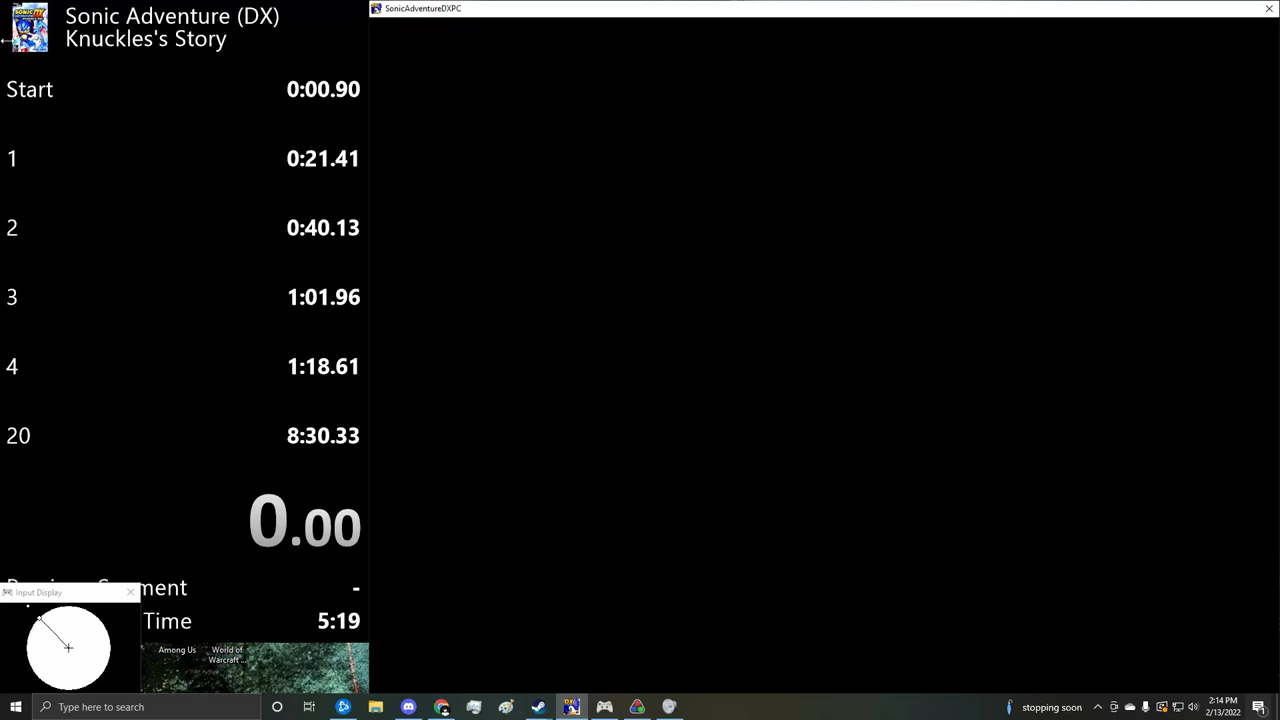 Sonic Adventure (DX)
Knuckles's Story
Start 0:00.90
1 0:21.41
2 0:40.13
3 1:01.96
4 1:18.61
20 8:30.33
0.00
ment -
Time 5:19
Input Display
Among Us
World of
Warcraft ...
SonicAdventureDXPC
Type here to search
stopping soon
2:14 PM
2/13/2022